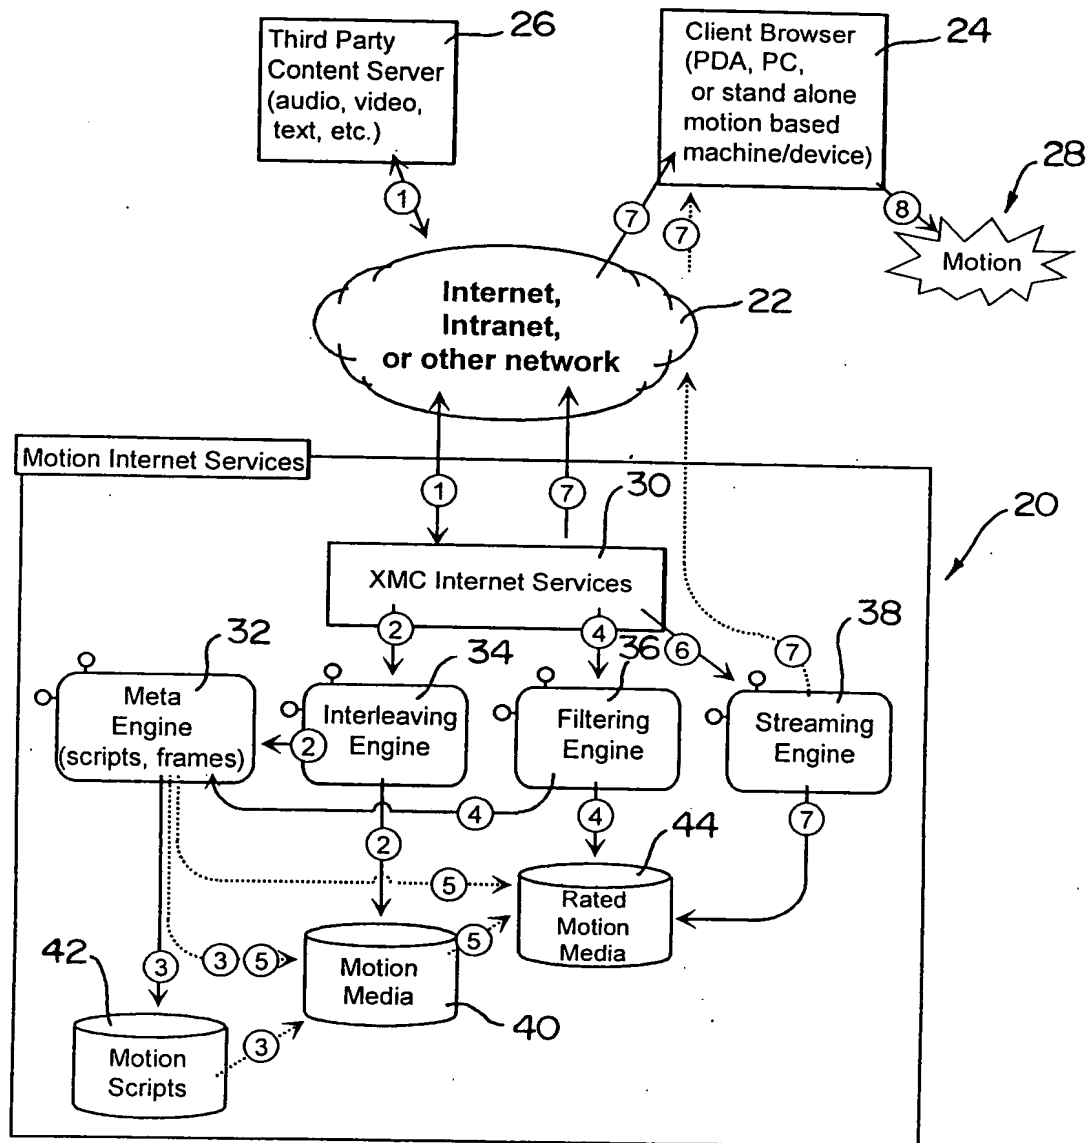 Third Party
Content Server
(audio, video,
text, etc.)
26
Client Browser
(PDA, PC,
or stand alone
motion based
machine/device)
24
28
1
7
7
8
Motion
Internet,
Intranet,
or other network
22
Motion Internet Services
1
7
30
20
XMC Internet Services
2
4
6
7
32
34
36
38
Meta
Engine
(scripts, frames)
2
Interleaving
Engine
Filtering
Engine
Streaming
Engine
4
2
4
7
44
5
Rated
Motion
Media
42
3
3
5
5
Motion
Media
40
Motion
Scripts
3